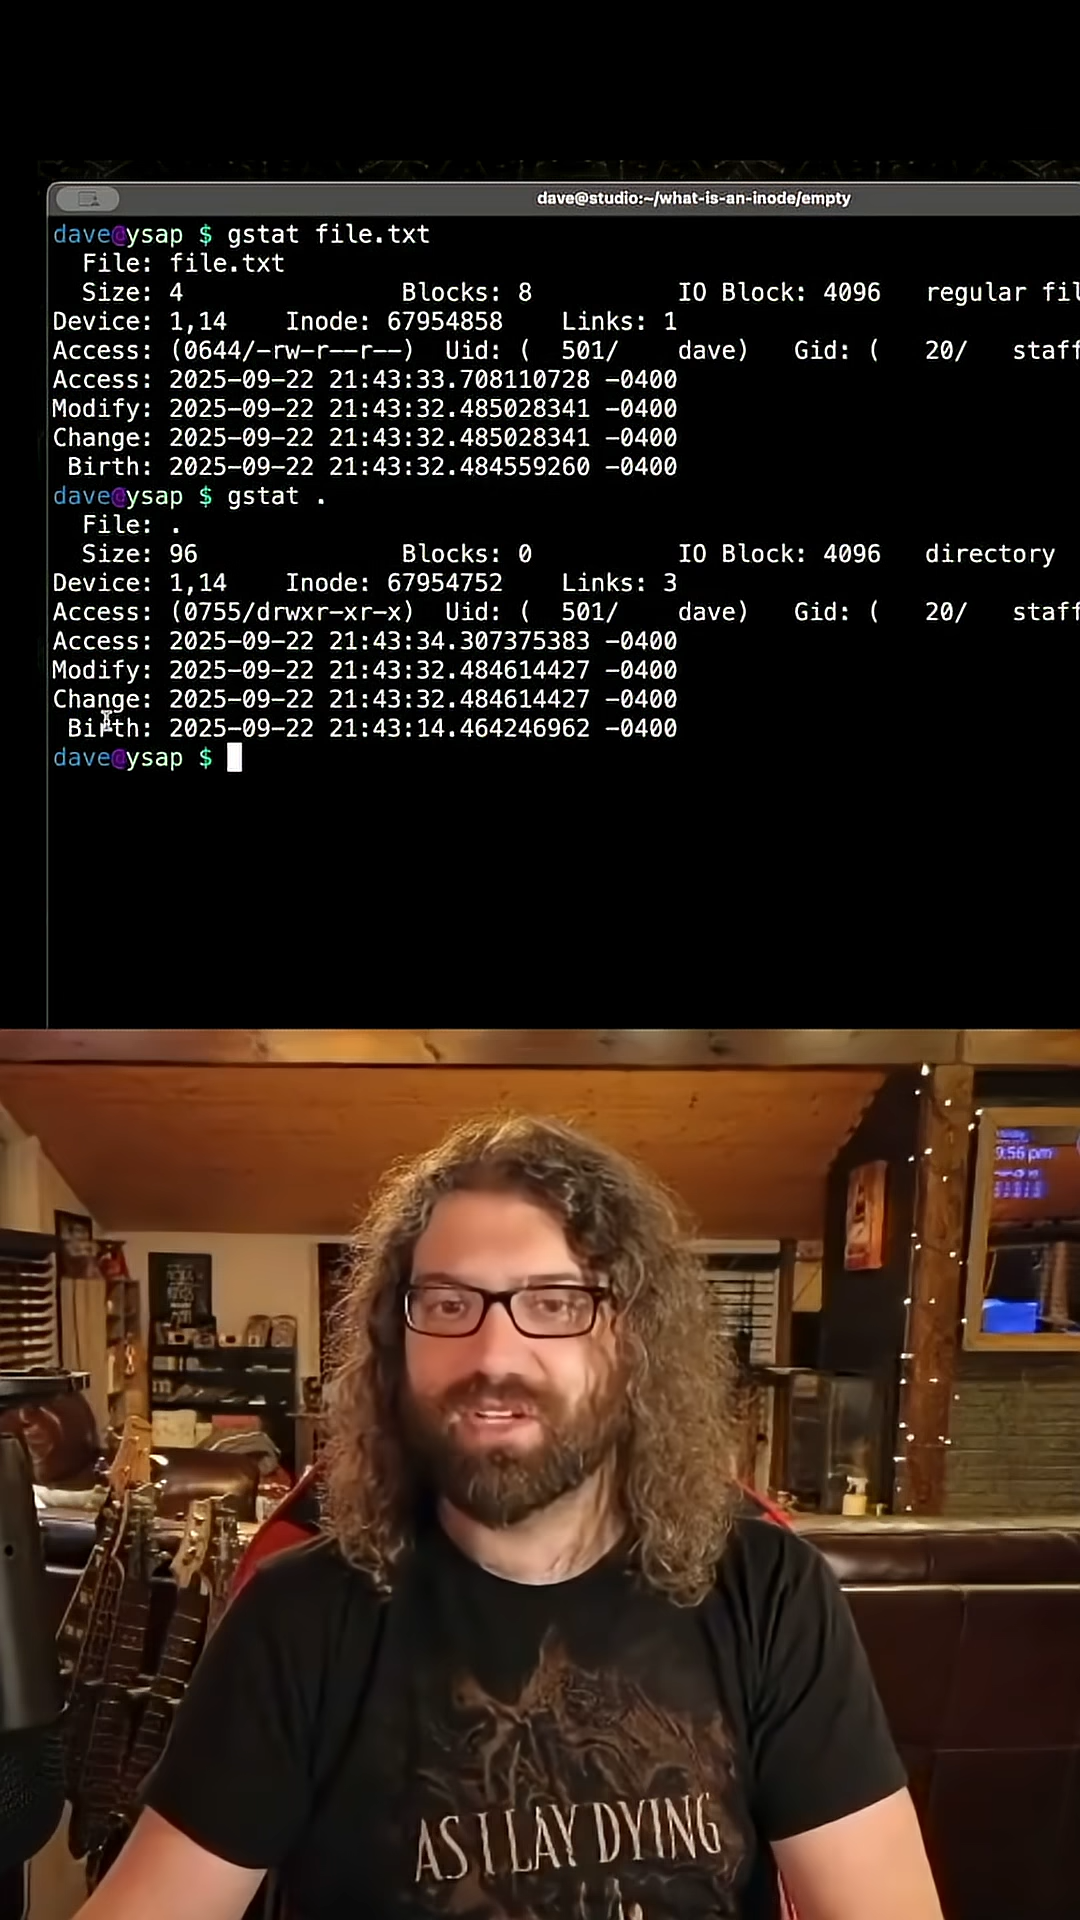 dave@studio:~/what-is-an-inode/empty
dave@ysap $ gstat file.txt
File: file.txt
Size: 4 Blocks: 8 IO Block: 4096 regular fil
Device: 1,14 Inode: 67954858 Links: 1
Access: (0644/-rw-r--r--) Uid: ( 501/ dave) Gid: ( 20/ staff
Access: 2025-09-22 21:43:33.708110728 -0400
Modify: 2025-09-22 21:43:32.485028341 -0400
Change: 2025-09-22 21:43:32.485028341 -0400
Birth: 2025-09-22 21:43:32.484559260 -0400
dave@ysap $ gstat .
File: .
Size: 96 Blocks: 0 IO Block: 4096 directory
Device: 1,14 Inode: 67954752 Links: 3
Access: (0755/drwxr-xr-x) Uid: ( 501/ dave) Gid: ( 20/ staff
Access: 2025-09-22 21:43:34.307375383 -0400
Modify: 2025-09-22 21:43:32.484614427 -0400
Change: 2025-09-22 21:43:32.484614427 -0400
Birth: 2025-09-22 21:43:14.464246962 -0400
dave@ysap $
9:56 pm
AS I LAY DYING